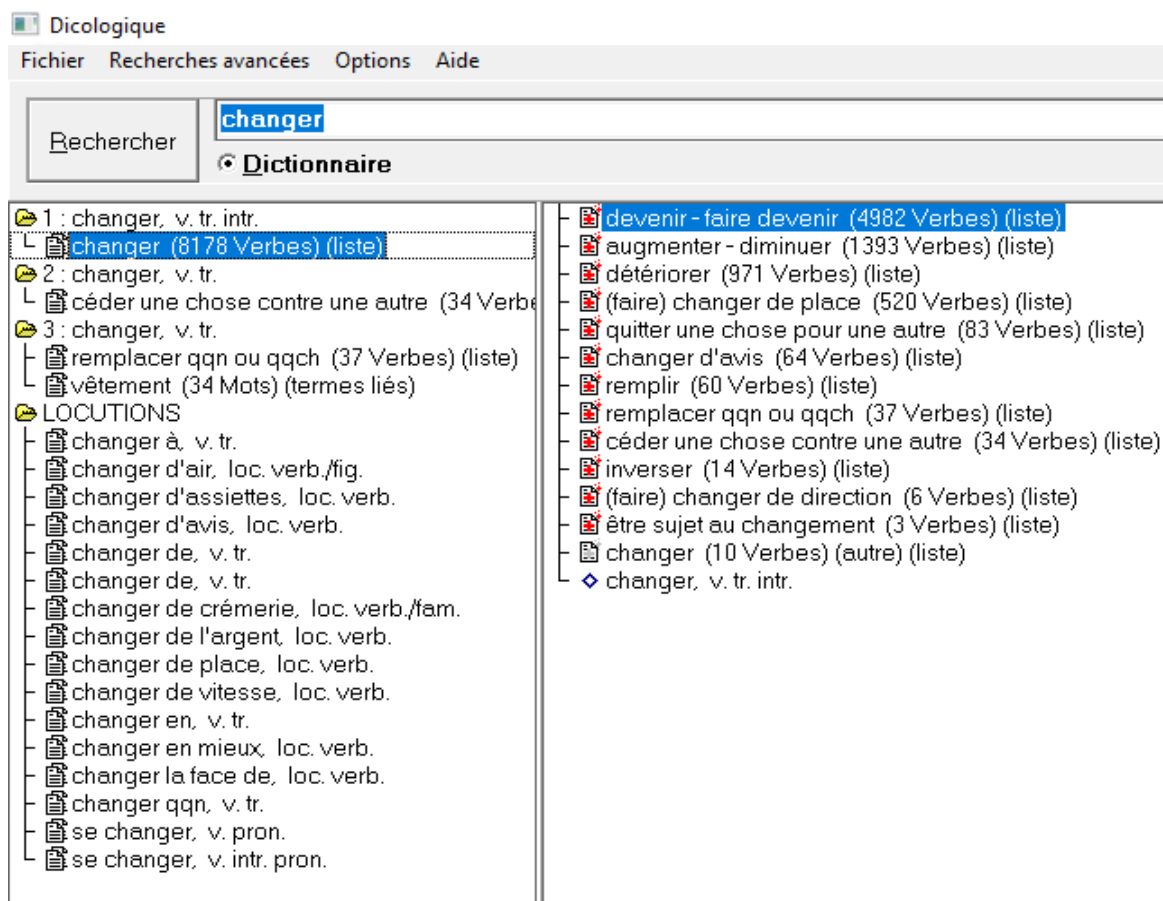 Dicologique
Fichier Recherches avancées Options Aide
Rechercher
changer
Dictionnaire
1 : changer, v. tr. intr.
changer (8178 Verbes) (liste)
2 : changer, v. tr.
céder une chose contre une autre (34 Verbe
3 : changer, v. tr.
remplacer qqn ou qqch (37 Verbes) (liste)
vêtement (34 Mots) (termes liés)
LOCUTIONS
changer à, v. tr.
changer d'air, loc. verb./fig.
changer d'assiettes, loc. verb.
changer d'avis, loc. verb.
changer de, v. tr.
changer de, v. tr.
changer de crémerie, loc. verb./fam.
changer de l'argent, loc. verb.
changer de place, loc. verb.
changer de vitesse, loc. verb.
changer en, v. tr.
changer en mieux, loc. verb.
changer la face de, loc. verb.
changer qqn, v. tr.
se changer, v. pron.
se changer, v. intr. pron.
devenir - faire devenir (4982 Verbes) (liste)
augmenter - diminuer (1393 Verbes) (liste)
détériorer (971 Verbes) (liste)
(faire) changer de place (520 Verbes) (liste)
quitter une chose pour une autre (83 Verbes) (liste)
changer d'avis (64 Verbes) (liste)
remplir (60 Verbes) (liste)
remplacer qqn ou qqch (37 Verbes) (liste)
céder une chose contre une autre (34 Verbes) (liste)
inverser (14 Verbes) (liste)
(faire) changer de direction (6 Verbes) (liste)
être sujet au changement (3 Verbes) (liste)
changer (10 Verbes) (autre) (liste)
changer, v. tr. intr.